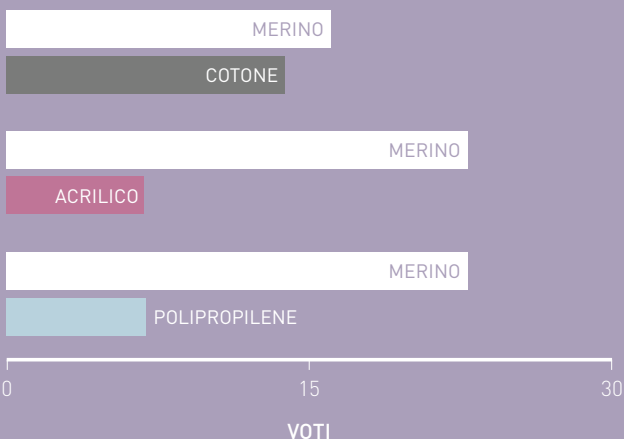 MERINO
COTONE
MERINO
ACRILICO
MERINO
POLIPROPILENE
0 15 30
VOTI